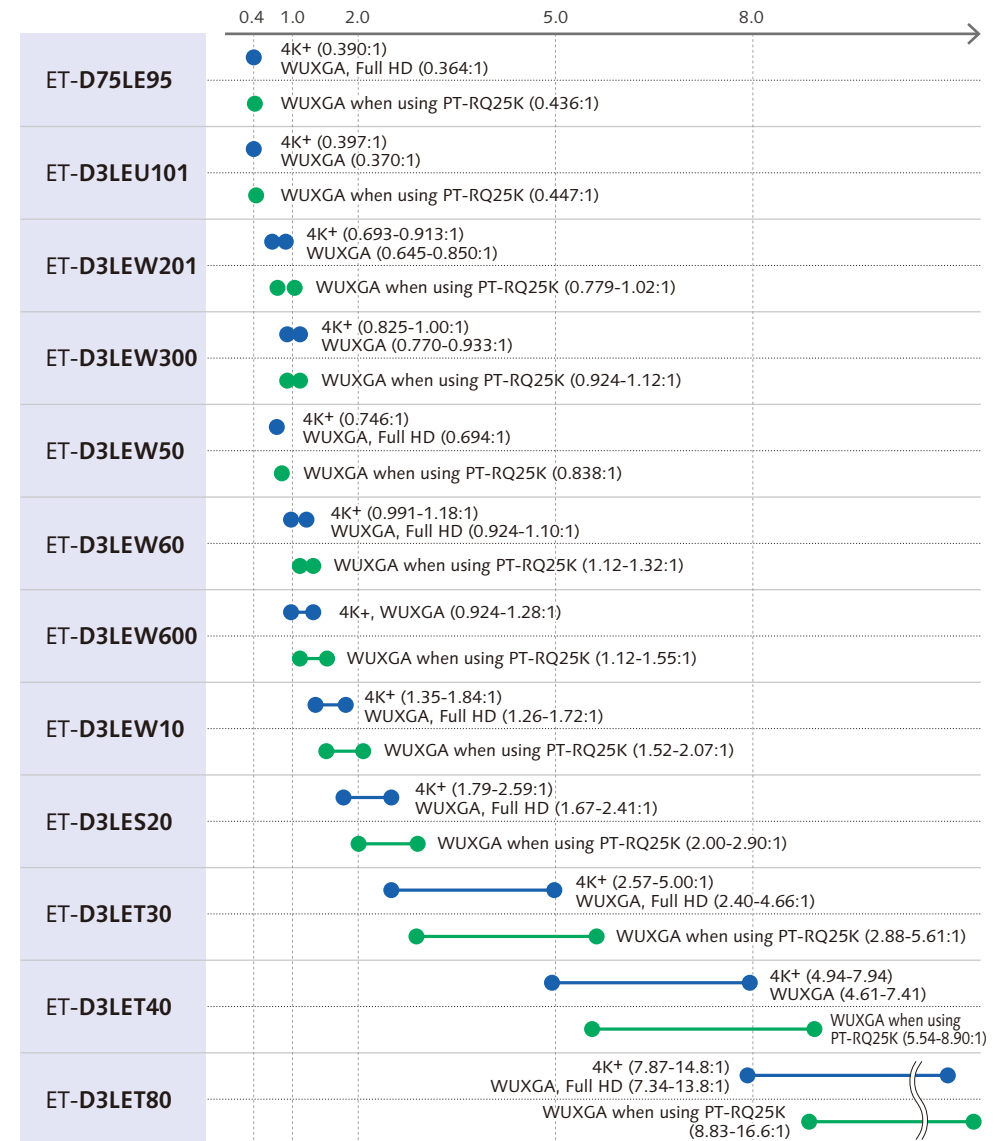 0.4 1.0 2.0 5.0 8.0
ET-D75LE95
4K+ (0.390:1)
WUXGA, Full HD (0.364:1)
WUXGA when using PT-RQ25K (0.436:1)
ET-D3LEU101
4K+ (0.397:1)
WUXGA (0.370:1)
WUXGA when using PT-RQ25K (0.447:1)
ET-D3LEW201
4K+ (0.693-0.913:1)
WUXGA (0.645-0.850:1)
WUXGA when using PT-RQ25K (0.779-1.02:1)
ET-D3LEW300
4K+ (0.825-1.00:1)
WUXGA (0.770-0.933:1)
WUXGA when using PT-RQ25K (0.924-1.12:1)
ET-D3LEW50
4K+ (0.746:1)
WUXGA, Full HD (0.694:1)
WUXGA when using PT-RQ25K (0.838:1)
ET-D3LEW60
4K+ (0.991-1.18:1)
WUXGA, Full HD (0.924-1.10:1)
WUXGA when using PT-RQ25K (1.12-1.32:1)
ET-D3LEW600
4K+, WUXGA (0.924-1.28:1)
WUXGA when using PT-RQ25K (1.12-1.55:1)
ET-D3LEW10
4K+ (1.35-1.84:1)
WUXGA, Full HD (1.26-1.72:1)
WUXGA when using PT-RQ25K (1.52-2.07:1)
ET-D3LES20
4K+ (1.79-2.59:1)
WUXGA, Full HD (1.67-2.41:1)
WUXGA when using PT-RQ25K (2.00-2.90:1)
ET-D3LET30
4K+ (2.57-5.00:1)
WUXGA, Full HD (2.40-4.66:1)
WUXGA when using PT-RQ25K (2.88-5.61:1)
ET-D3LET40
4K+ (4.94-7.94)
WUXGA (4.61-7.41)
WUXGA when using
PT-RQ25K (5.54-8.90:1)
ET-D3LET80
4K+ (7.87-14.8:1)
WUXGA, Full HD (7.34-13.8:1)
WUXGA when using PT-RQ25K
(8.83-16.6:1)